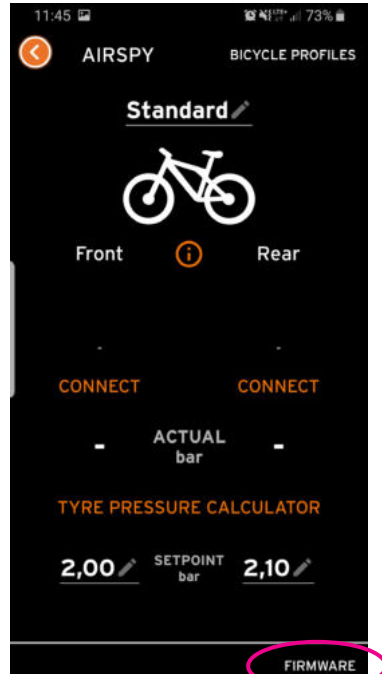 11:45 73%
AIRSPY BICYCLE PROFILES
Standard
Front Rear
- -
CONNECT CONNECT
- ACTUAL -
bar
TYRE PRESSURE CALCULATOR
2,00 SETPOINT 2,10
bar
FIRMWARE